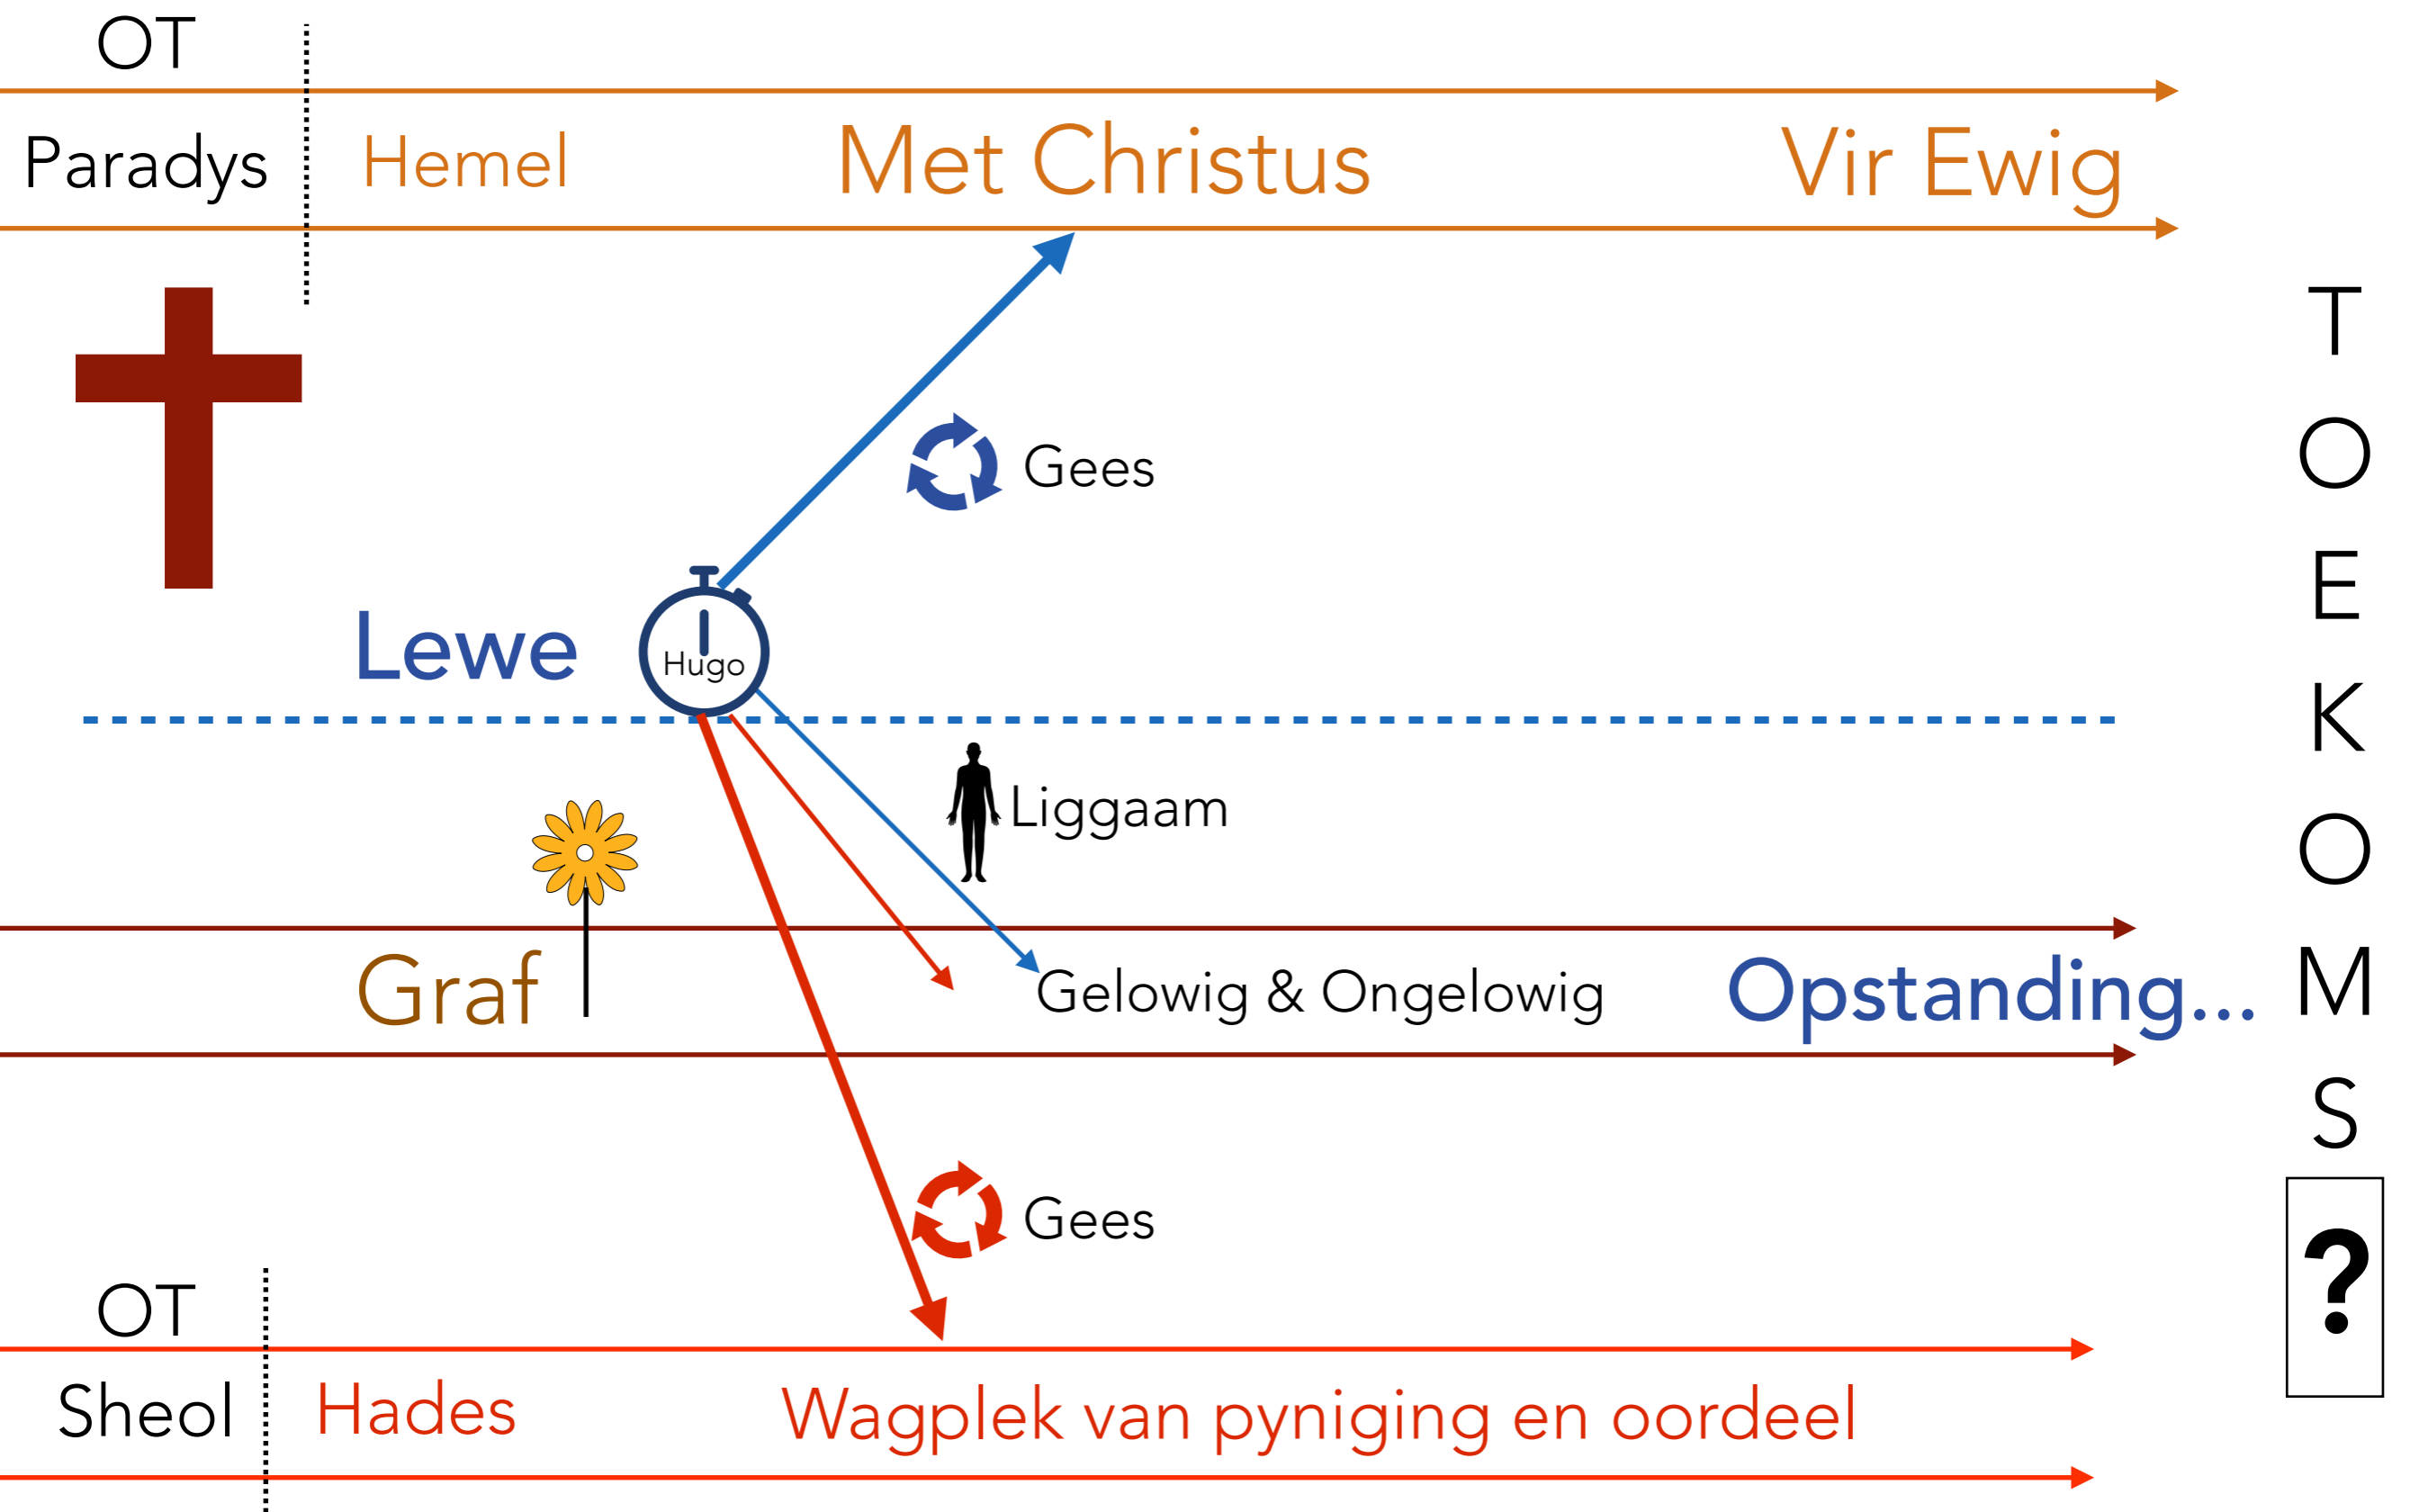 OT
Paradys
Hemel
Met Christus
Vir Ewig
Gees
Lewe
Hugo
Liggaam
Graf
Gelowig & Ongelowig
Opstanding...
TOEKOMS?
Gees
OT
Sheol
Hades
Wagplek van pyniging en oordeel